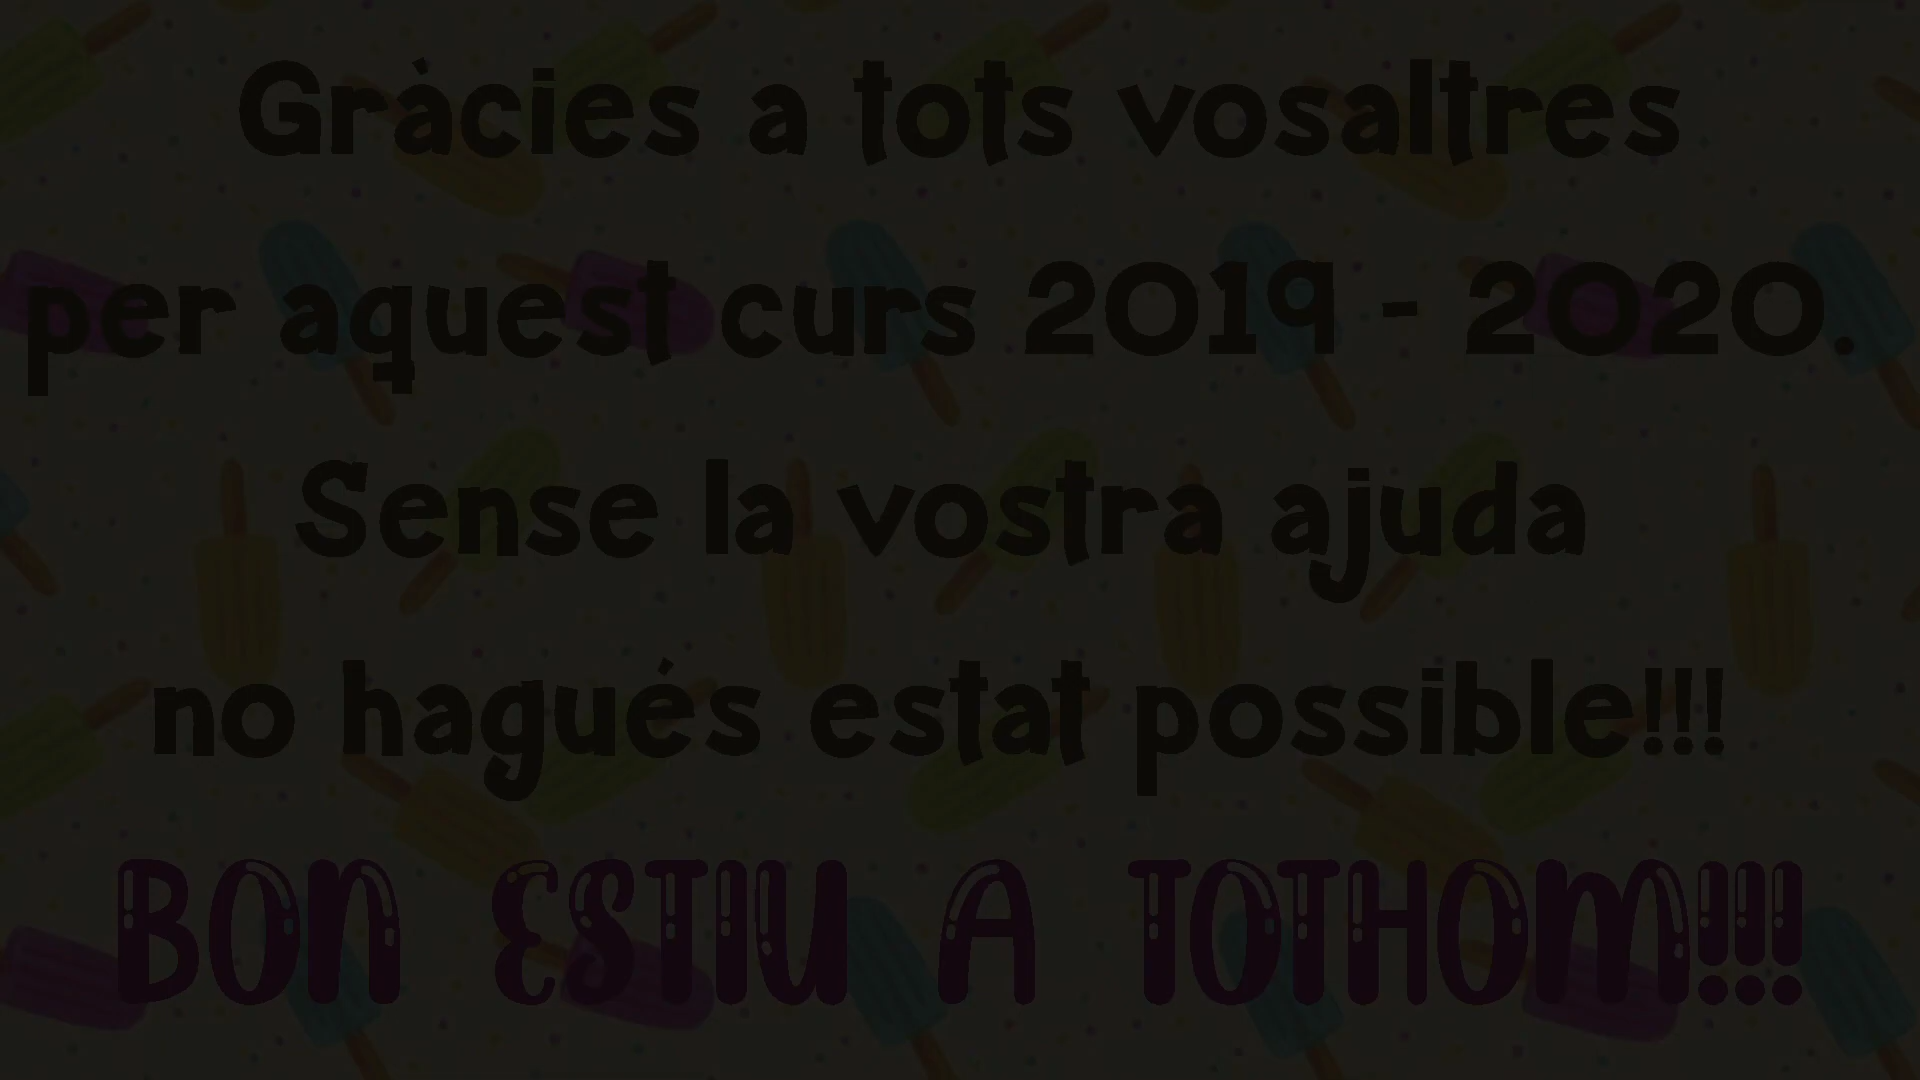 Gràcies a tots vosaltres
per aquest curs 2019 - 2020.
Sense la vostra ajuda
no hagués estat possible!!!
BON ESTIU A TOTHOM!!!